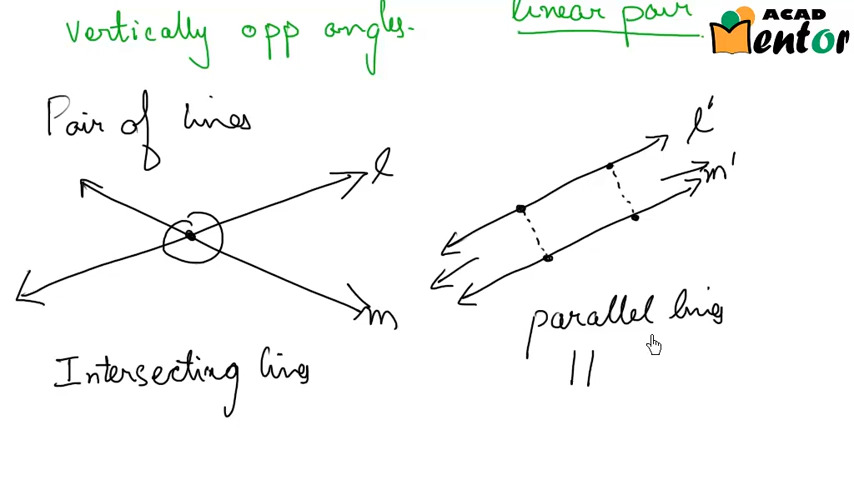 vertically opp angles.
linear pair
ACAD
mentor
Pair of lines
l
m
l'
m'
Intersecting lines
parallel lines
||